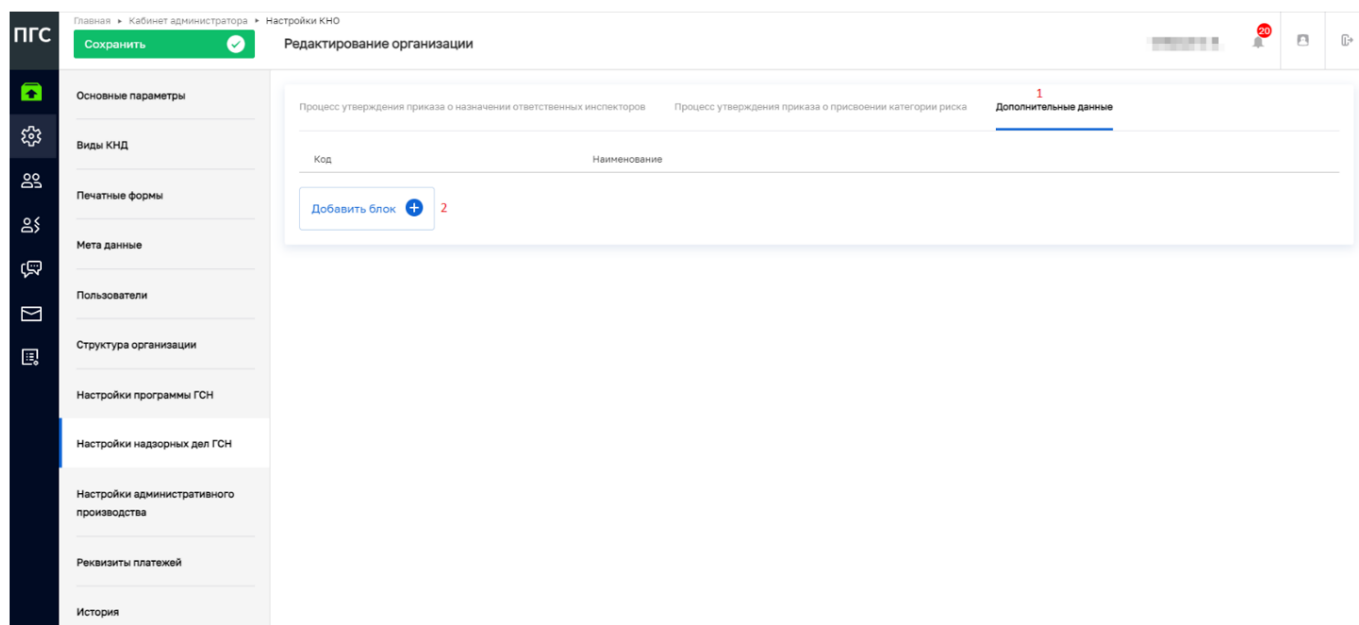 ПГС
Главная ▸ Кабинет администратора ▸ Настройки КНО
Сохранить
Редактирование организации
20
Основные параметры
Виды КНД
Печатные формы
Мета данные
Пользователи
Структура организации
Настройки программы ГСН
Настройки надзорных дел ГСН
Настройки административного
производства
Реквизиты платежей
История
1
Процесс утверждения приказа о назначении ответственных инспекторов Процесс утверждения приказа о присвоении категории риска Дополнительные данные
Код Наименование
Добавить блок 2